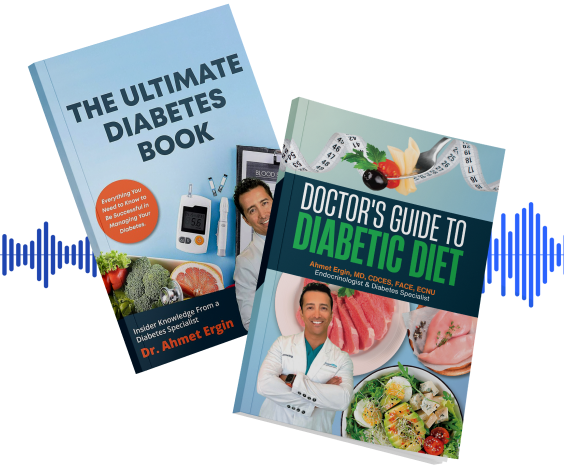 THE ULTIMATE
DIABETES
BOOK
Everything You
Need to Know to
Be Successful in
Managing Your
Diabetes.
BLOOD
Insider Knowledge From a
Diabetes Specialist
Dr. Ahmet Ergin
DOCTOR'S GUIDE TO
DIABETIC DIET
Ahmet Ergin, MD, CDCES, FACE, ECNU
Endocrinologist & Diabetes Specialist